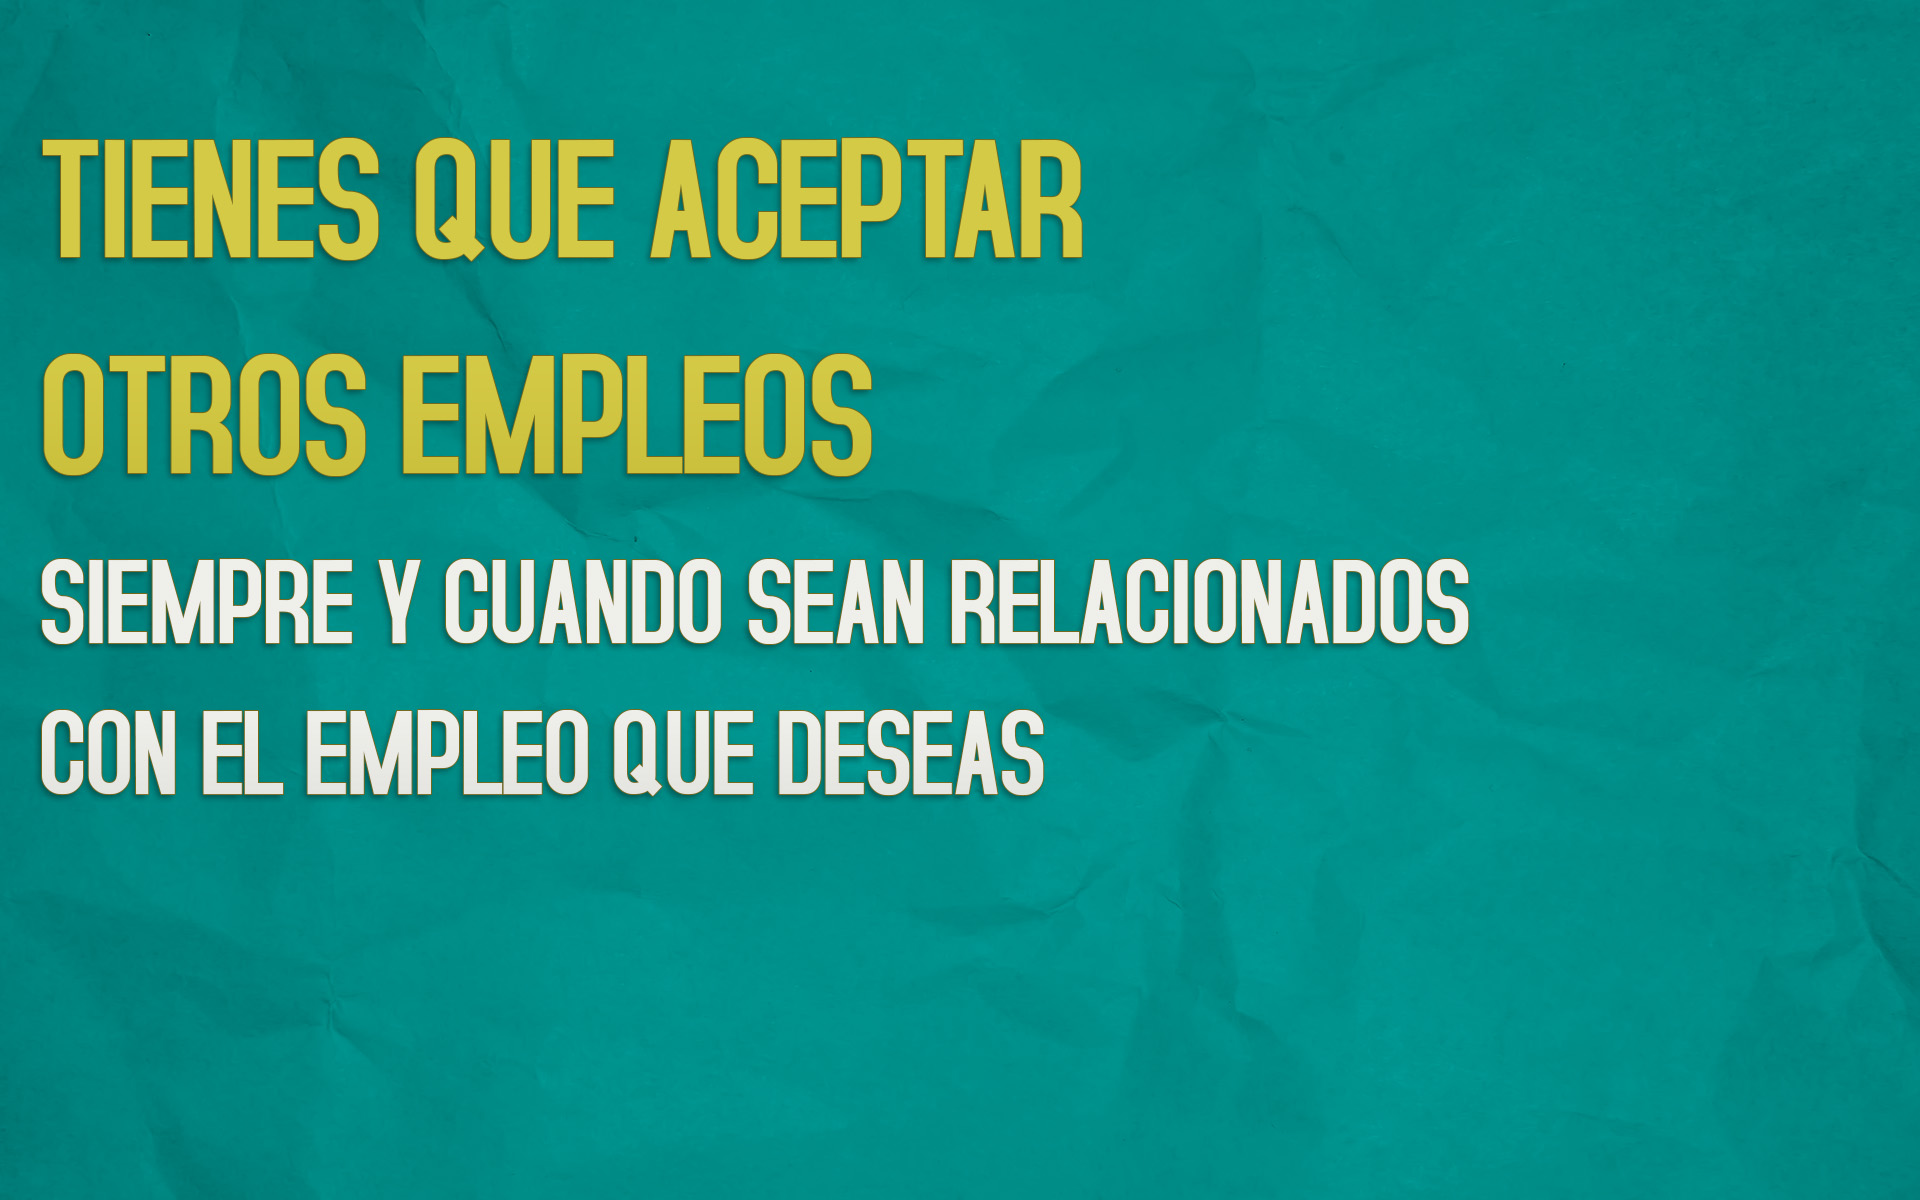 TIENES QUE ACEPTAR
OTROS EMPLEOS
SIEMPRE Y CUANDO SEAN RELACIONADOS
CON EL EMPLEO QUE DESEAS